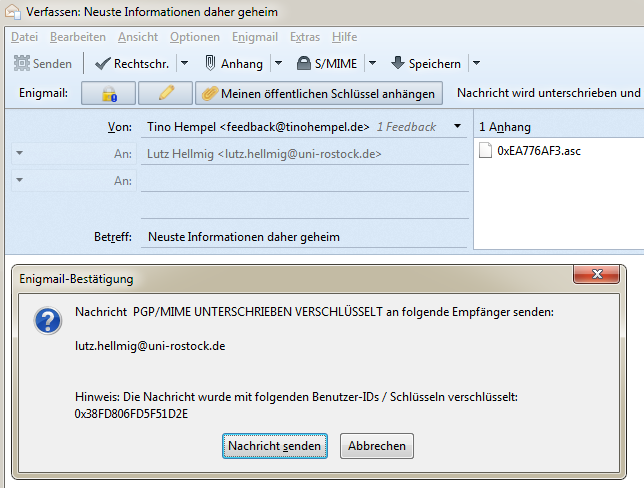 Verfassen: Neuste Informationen daher geheim
Datei Bearbeiten Ansicht Optionen Enigmail Extras Hilfe
Senden Rechtschr. Anhang S/MIME Speichern
Enigmail: Meinen öffentlichen Schlüssel anhängen Nachricht wird unterschrieben und
Von: Tino Hempel <feedback@tinohempel.de> 1 Feedback
An: Lutz Hellmig <lutz.hellmig@uni-rostock.de>
An:
Betreff: Neuste Informationen daher geheim
1 Anhang
0xEA776AF3.asc
Enigmail-Bestätigung
Nachricht PGP/MIME UNTERSCHRIEBEN VERSCHLÜSSELT an folgende Empfänger senden:
lutz.hellmig@uni-rostock.de
Hinweis: Die Nachricht wurde mit folgenden Benutzer-IDs / Schlüsseln verschlüsselt:
0x38FD806FD5F51D2E
Nachricht senden Abbrechen